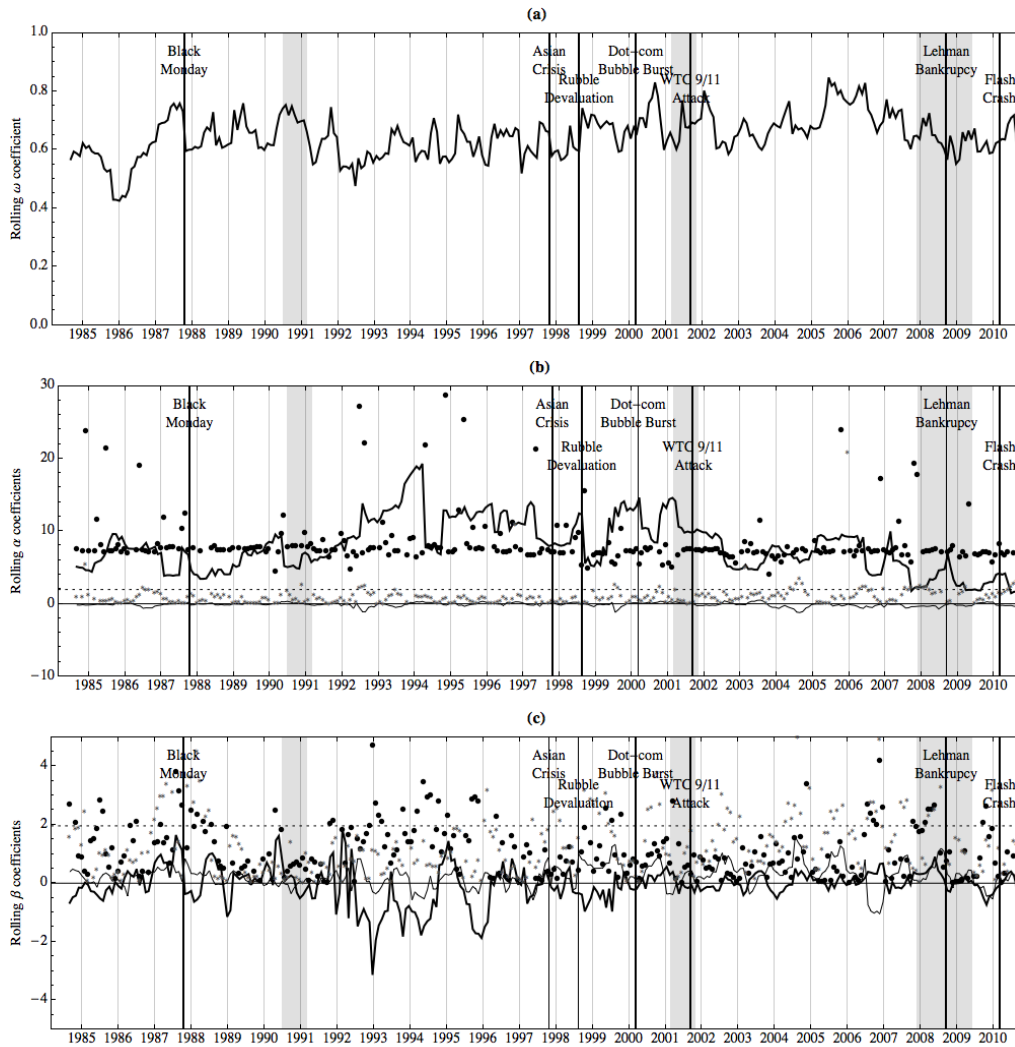 (a)
1.0
0.8
0.6
0.4
0.2
0.0
Rolling ω coefficient
Black
Monday
Asian
Crisis
Rubble
Devaluation
Dot-com
Bubble Burst
WTC 9/11
Attack
Lehman
Bankrupcy
Flash
Crash
1985 1986 1987 1988 1989 1990 1991 1992 1993 1994 1995 1996 1997 1998 1999 2000 2001 2002 2003 2004 2005 2006 2007 2008 2009 2010
(b)
30
20
10
0
-10
Rolling α coefficients
Black
Monday
Asian
Crisis
Rubble
Devaluation
Dot-com
Bubble Burst
WTC 9/11
Attack
Lehman
Bankrupcy
Flash
Crash
1985 1986 1987 1988 1989 1990 1991 1992 1993 1994 1995 1996 1997 1998 1999 2000 2001 2002 2003 2004 2005 2006 2007 2008 2009 2010
(c)
4
2
0
-2
-4
Rolling β coefficients
Black
Monday
Asian
Crisis
Rubble
Devaluation
Dot-com
Bubble Burst
WTC 9/11
Attack
Lehman
Bankrupcy
Flash
Crash
1985 1986 1987 1988 1989 1990 1991 1992 1993 1994 1995 1996 1997 1998 1999 2000 2001 2002 2003 2004 2005 2006 2007 2008 2009 2010